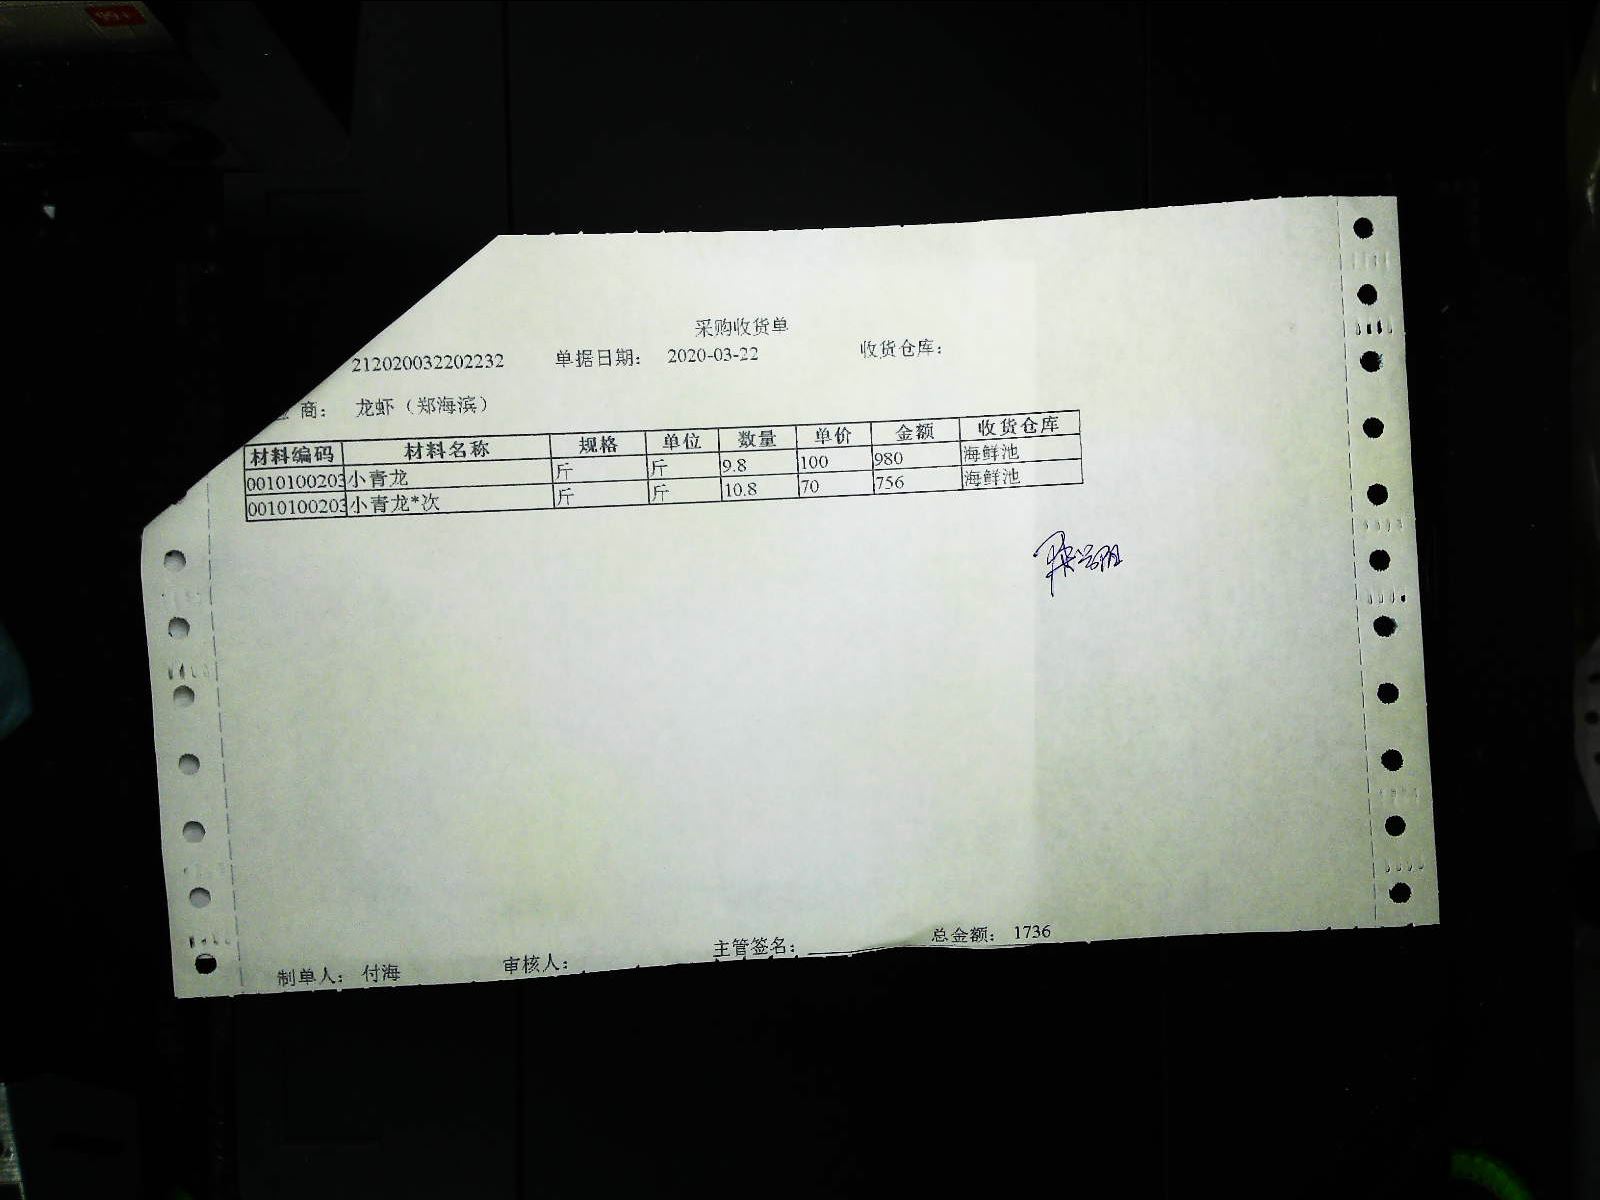 99+
采购收货单
212020032202232 单据日期： 2020-03-22 收货仓库：
商： 龙虾（郑海滨）
材料编码 材料名称 规格 单位 数量 单价 金额 收货仓库
0010100203 小青龙 斤 斤 9.8 100 980 海鲜池
0010100203 小青龙*次 斤 斤 10.8 70 756 海鲜池
制单人： 付海 审核人： 主管签名： 总金额： 1736